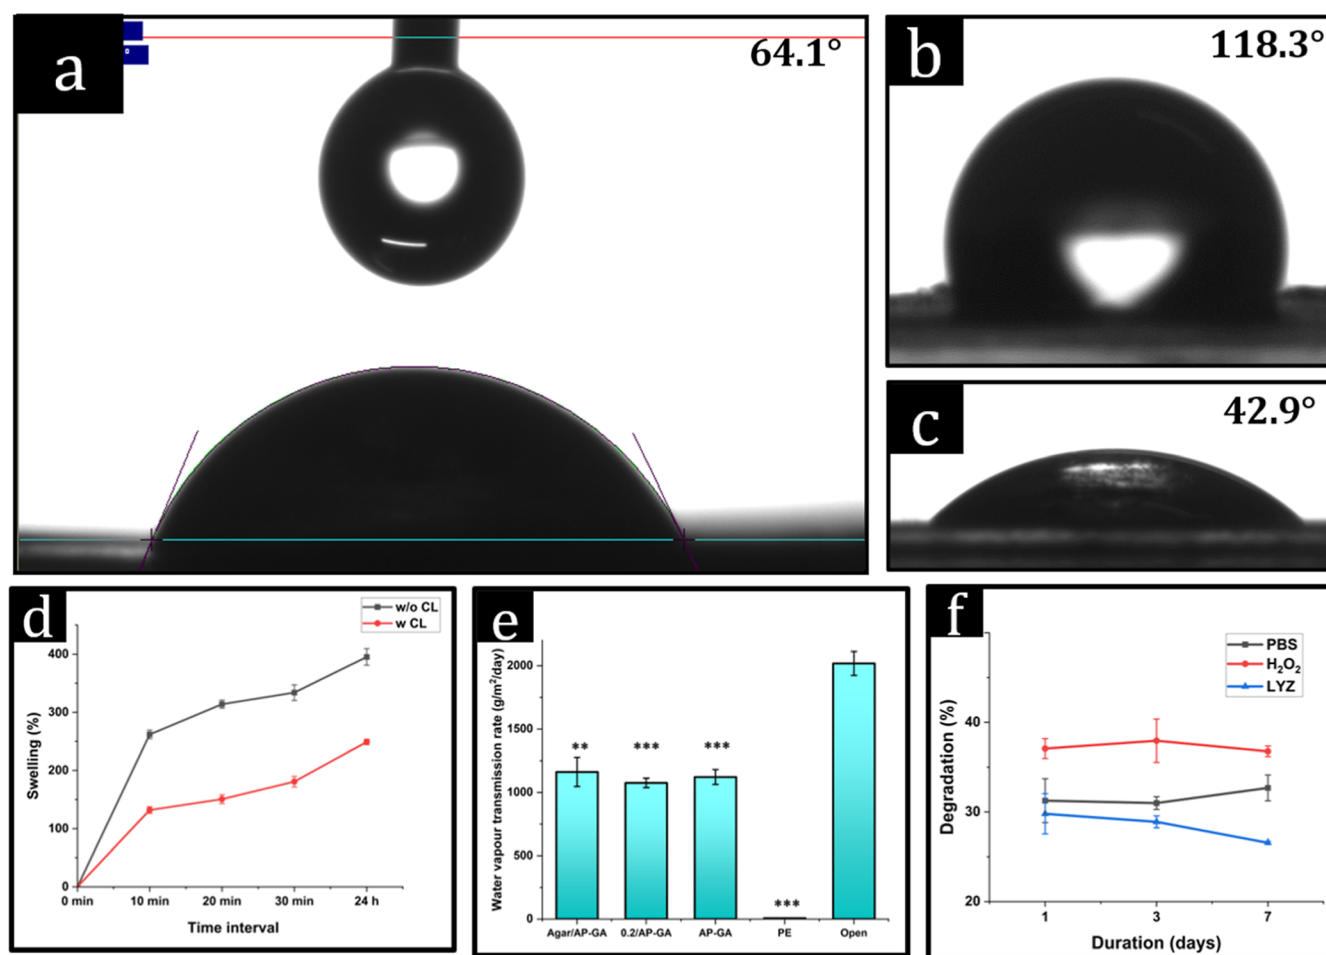 a
64.1°
b
118.3°
c
42.9°
d
w/o CL
w CL
400
300
200
100
0
Swelling (%)
0 min 10 min 20 min 30 min 24 h
Time interval
e
2000
1500
1000
500
0
Water vapour transmission rate (g/m²/day)
** *** *** ***
Agar/AP-GA 0.2/AP-GA AP-GA PE Open
f
PBS
H₂O₂
LYZ
40
30
20
Degradation (%)
1 3 7
Duration (days)